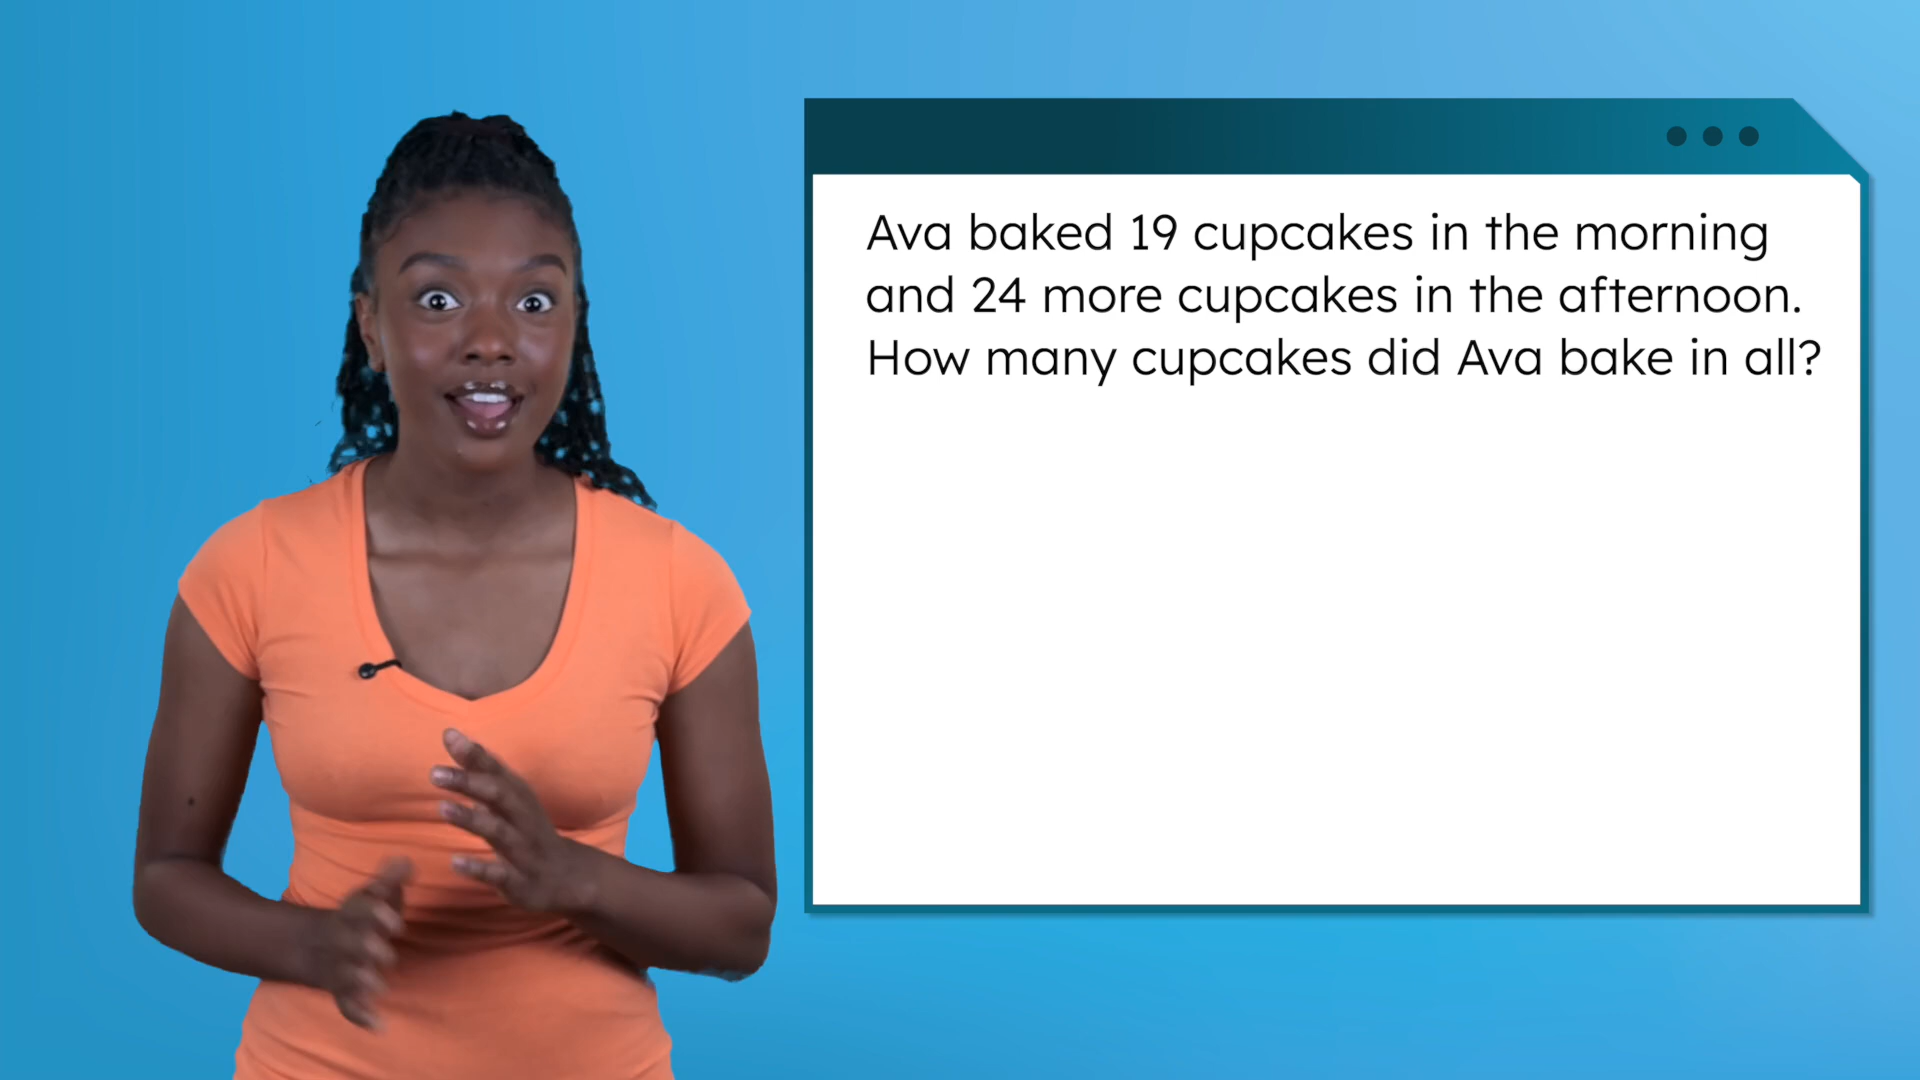 Ava baked 19 cupcakes in the morning
and 24 more cupcakes in the afternoon.
How many cupcakes did Ava bake in all?